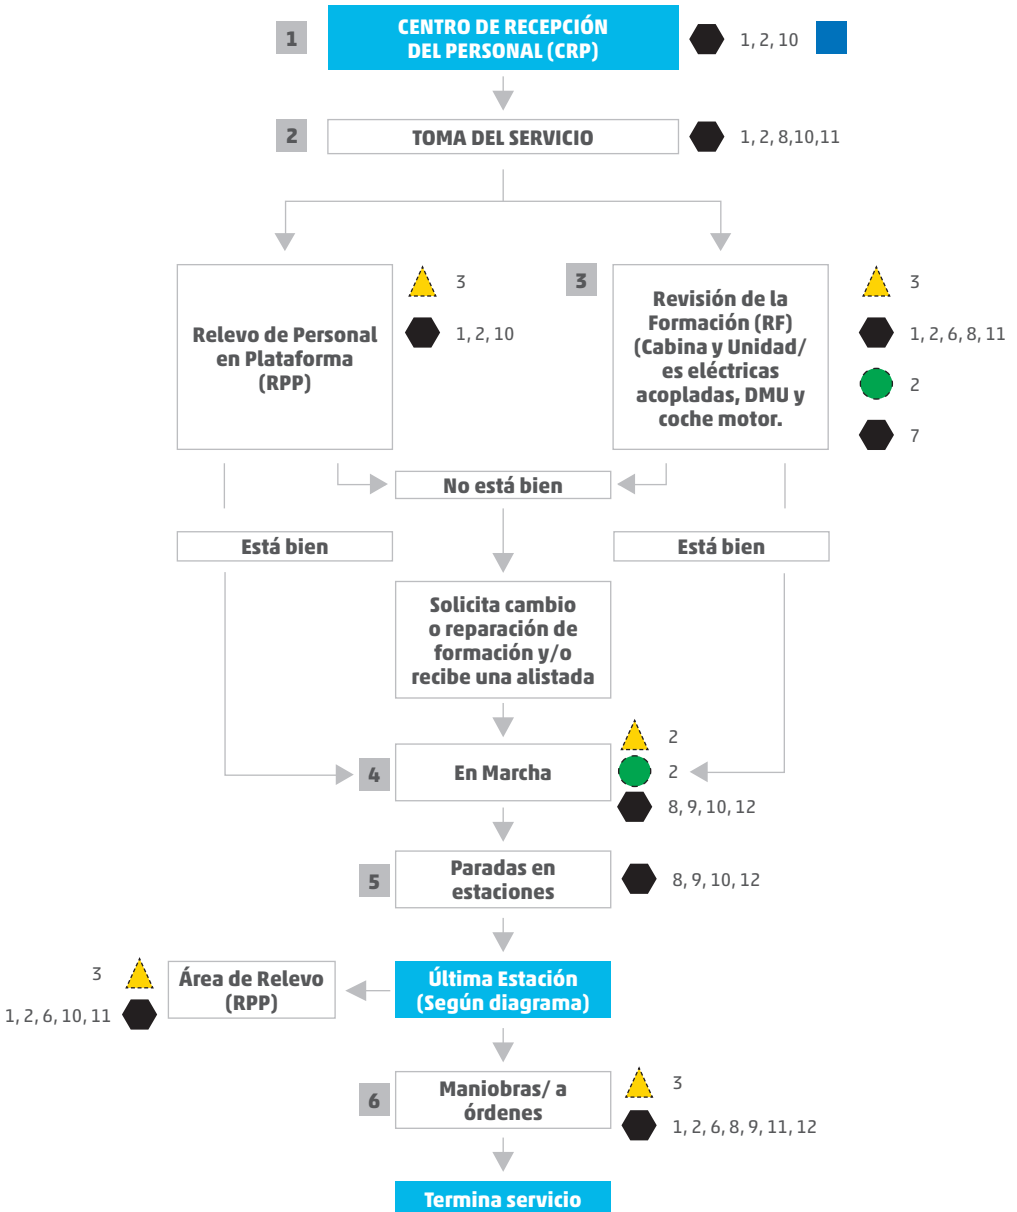 1
CENTRO DE RECEPCIÓN
DEL PERSONAL (CRP)
1, 2, 10
2
TOMA DEL SERVICIO
1, 2, 8,10,11
Relevo de Personal
en Plataforma
(RPP)
3
1, 2, 10
3
Revisión de la
Formación (RF)
(Cabina y Unidad/
es eléctricas
acopladas, DMU y
coche motor.
3
1, 2, 6, 8, 11
2
7
No está bien
Está bien
Está bien
Solicita cambio
o reparación de
formación y/o
recibe una alistada
4
En Marcha
2
2
8, 9, 10, 12
5
Paradas en
estaciones
8, 9, 10, 12
3
1, 2, 6, 10, 11
Área de Relevo
(RPP)
Última Estación
(Según diagrama)
6
Maniobras/ a
órdenes
3
1, 2, 6, 8, 9, 11, 12
Termina servicio